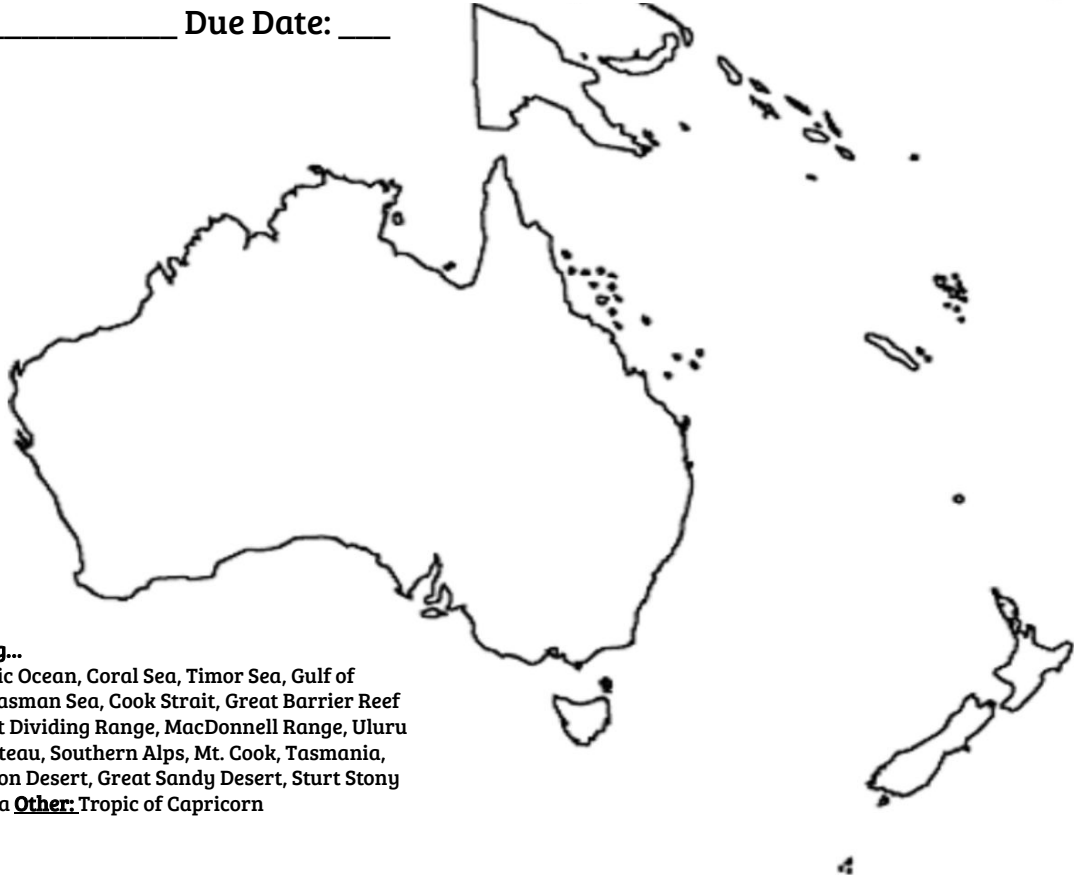 ____________ Due Date: ___
g...
ic Ocean, Coral Sea, Timor Sea, Gulf of
asman Sea, Cook Strait, Great Barrier Reef
t Dividing Range, MacDonnell Range, Uluru
teau, Southern Alps, Mt. Cook, Tasmania,
on Desert, Great Sandy Desert, Sturt Stony
a Other: Tropic of Capricorn